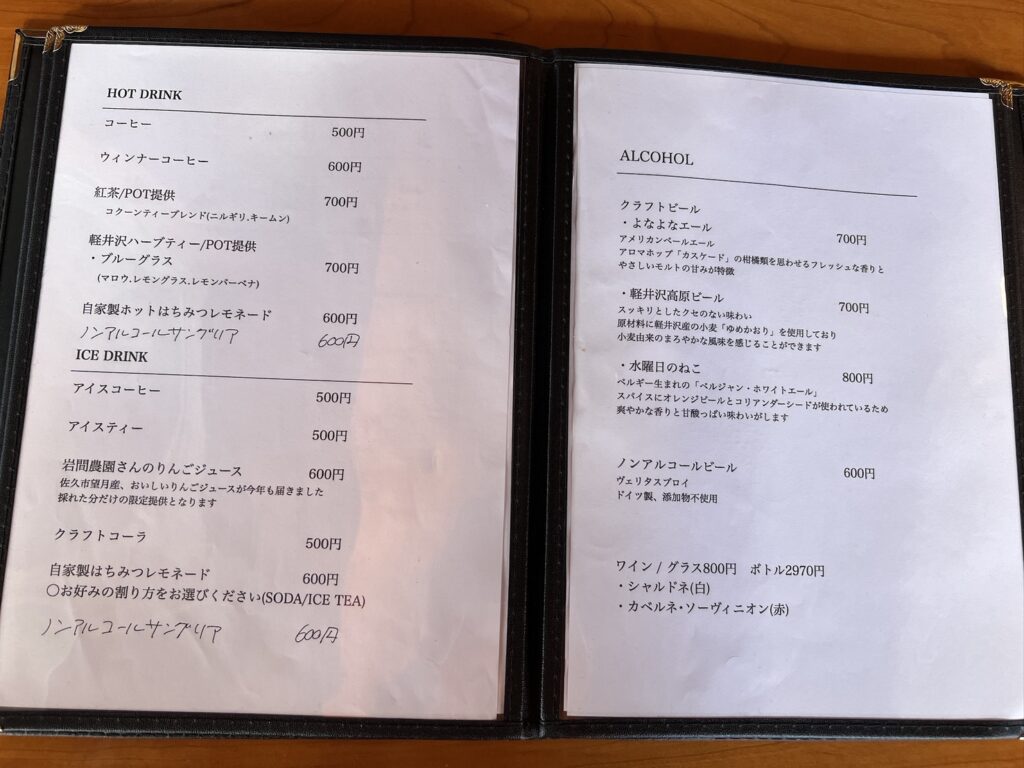 HOT DRINK
コーヒー 500円
ウィンナーコーヒー 600円
紅茶/POT提供 700円
コクーンティーブレンド(ニルギリ.キームン)
軽井沢ハーブティー/POT提供
・ブルーグラス 700円
(マロウ.レモングラス.レモンバーベナ)
自家製ホットはちみつレモネード 600円
ノンアルコールサングリア 600円
ICE DRINK
アイスコーヒー 500円
アイスティー 500円
岩間農園さんのりんごジュース 600円
佐久市望月産、おいしいりんごジュースが今年も届きました
採れた分だけの限定提供となります
クラフトコーラ 500円
自家製はちみつレモネード 600円
〇お好みの割り方をお選びください(SODA/ICE TEA)
ノンアルコールサングリア 600円
ALCOHOL
クラフトビール
・よなよなエール 700円
アメリカンペールエール
アロマホップ「カスケード」の柑橘類を思わせるフレッシュな香りと
やさしいモルトの甘みが特徴
・軽井沢高原ビール 700円
スッキリとしたクセのない味わい
原材料に軽井沢産の小麦「ゆめかおり」を使用しており
小麦由来のまろやかな風味を感じることができます
・水曜日のねこ 800円
ベルギー生まれの「ベルジャン・ホワイトエール」
スパイスにオレンジピールとコリアンダーシードが使われているため
爽やかな香りと甘酸っぱい味わいがします
ノンアルコールビール 600円
ヴェリタスブロイ
ドイツ製、添加物不使用
ワイン / グラス800円 ボトル2970円
・シャルドネ(白)
・カベルネ・ソーヴィニオン(赤)